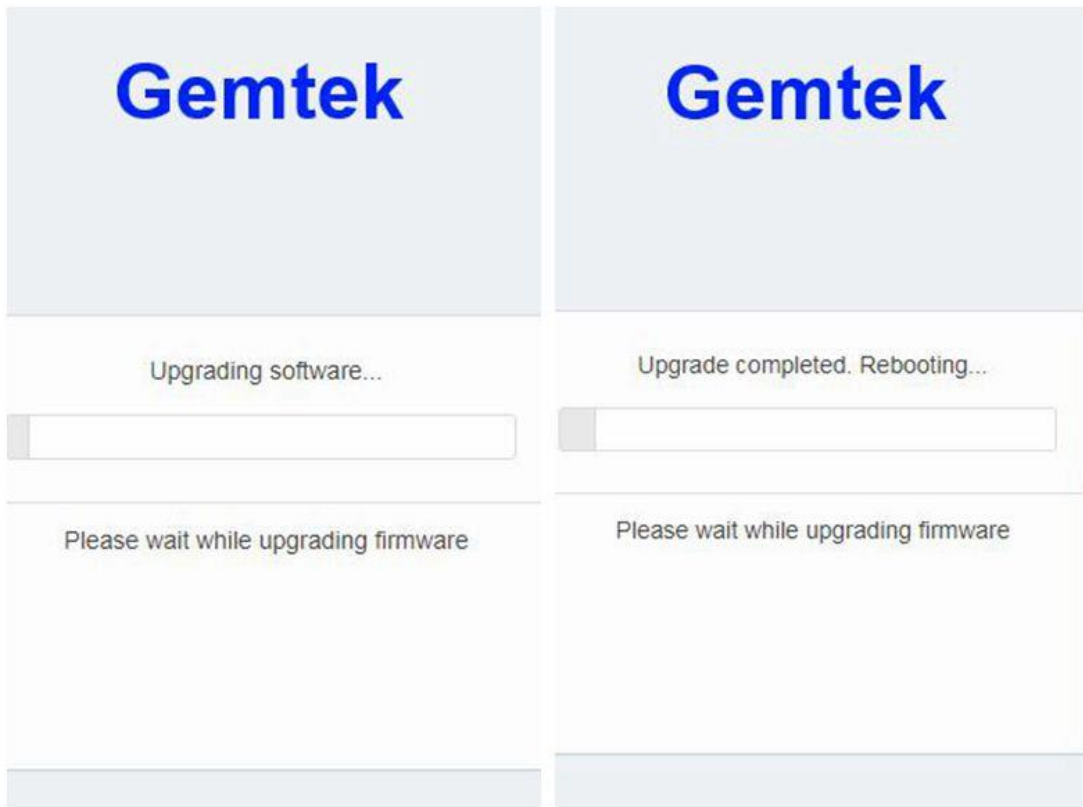 Gemtek
Upgrading software...
Please wait while upgrading firmware
Gemtek
Upgrade completed. Rebooting...
Please wait while upgrading firmware